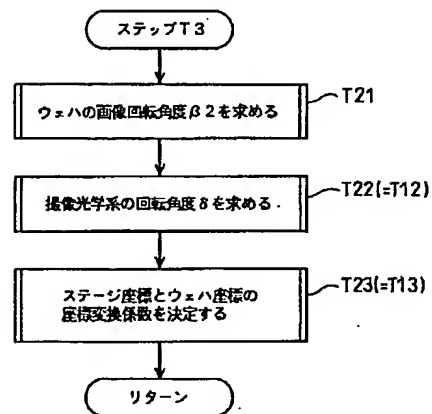 ステップT3
ウェハの画像回転角度β2を求める
T21
撮像光学系の回転角度δを求める.
T22(=T12)
ステージ座標とウェハ座標の
座標変換係数を決定する
T23(=T13)
リターン